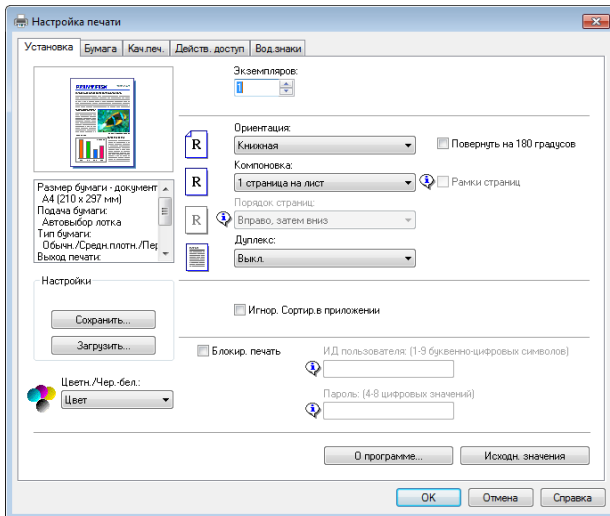 Настройка печати
Установка Бумага Кач.печ. Действ. доступ Вод.знаки
Экземпляров:
1
Ориентация:
Книжная
Повернуть на 180 градусов
Компоновка:
1 страница на лист
Рамки страниц
Порядок страниц:
Вправо, затем вниз
Дуплекс:
Выкл.
Размер бумаги - документ
A4 (210 x 297 мм)
Подача бумаги:
Автовыбор лотка
Тип бумаги:
Обычн./Средн.плотн./Пер
Выход печати:
Настройки
Сохранить...
Загрузить...
Цветн./Чер.-бел.:
Цвет
Игнор. Сортир.в приложении
Блокир. печать
ИД пользователя: (1-9 буквенно-цифровых символов)
Пароль: (4-8 цифровых значений)
О программе... Исходн. значения
OK Отмена Справка